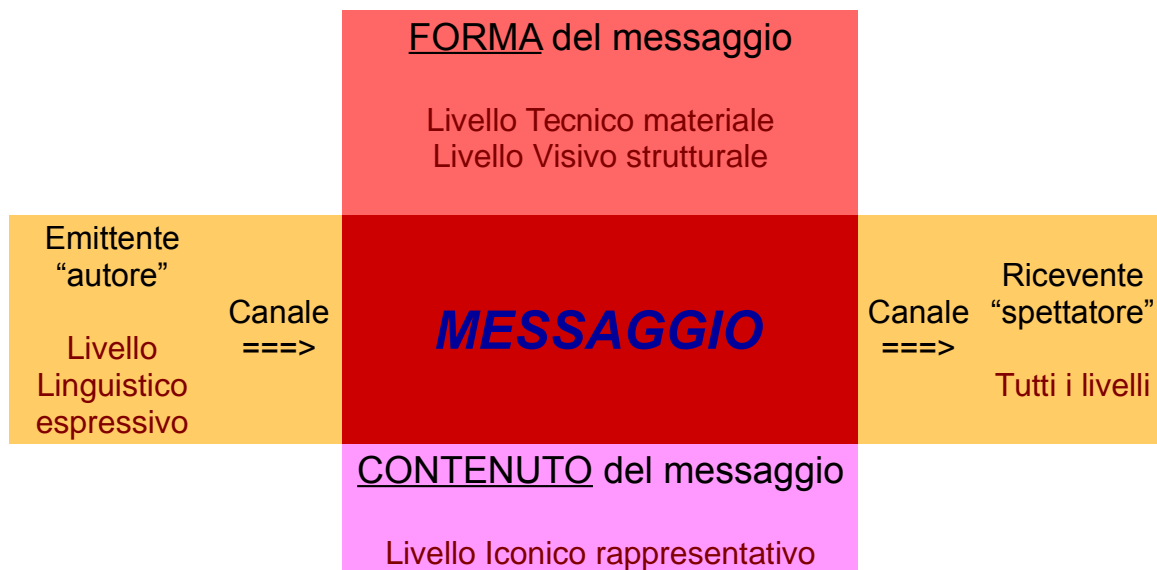 FORMA del messaggio
Livello Tecnico materiale
Livello Visivo strutturale
Emittente
“autore”
Livello
Linguistico
espressivo
Canale
===>
MESSAGGIO
Canale
===>
Ricevente
“spettatore”
Tutti i livelli
CONTENUTO del messaggio
Livello Iconico rappresentativo